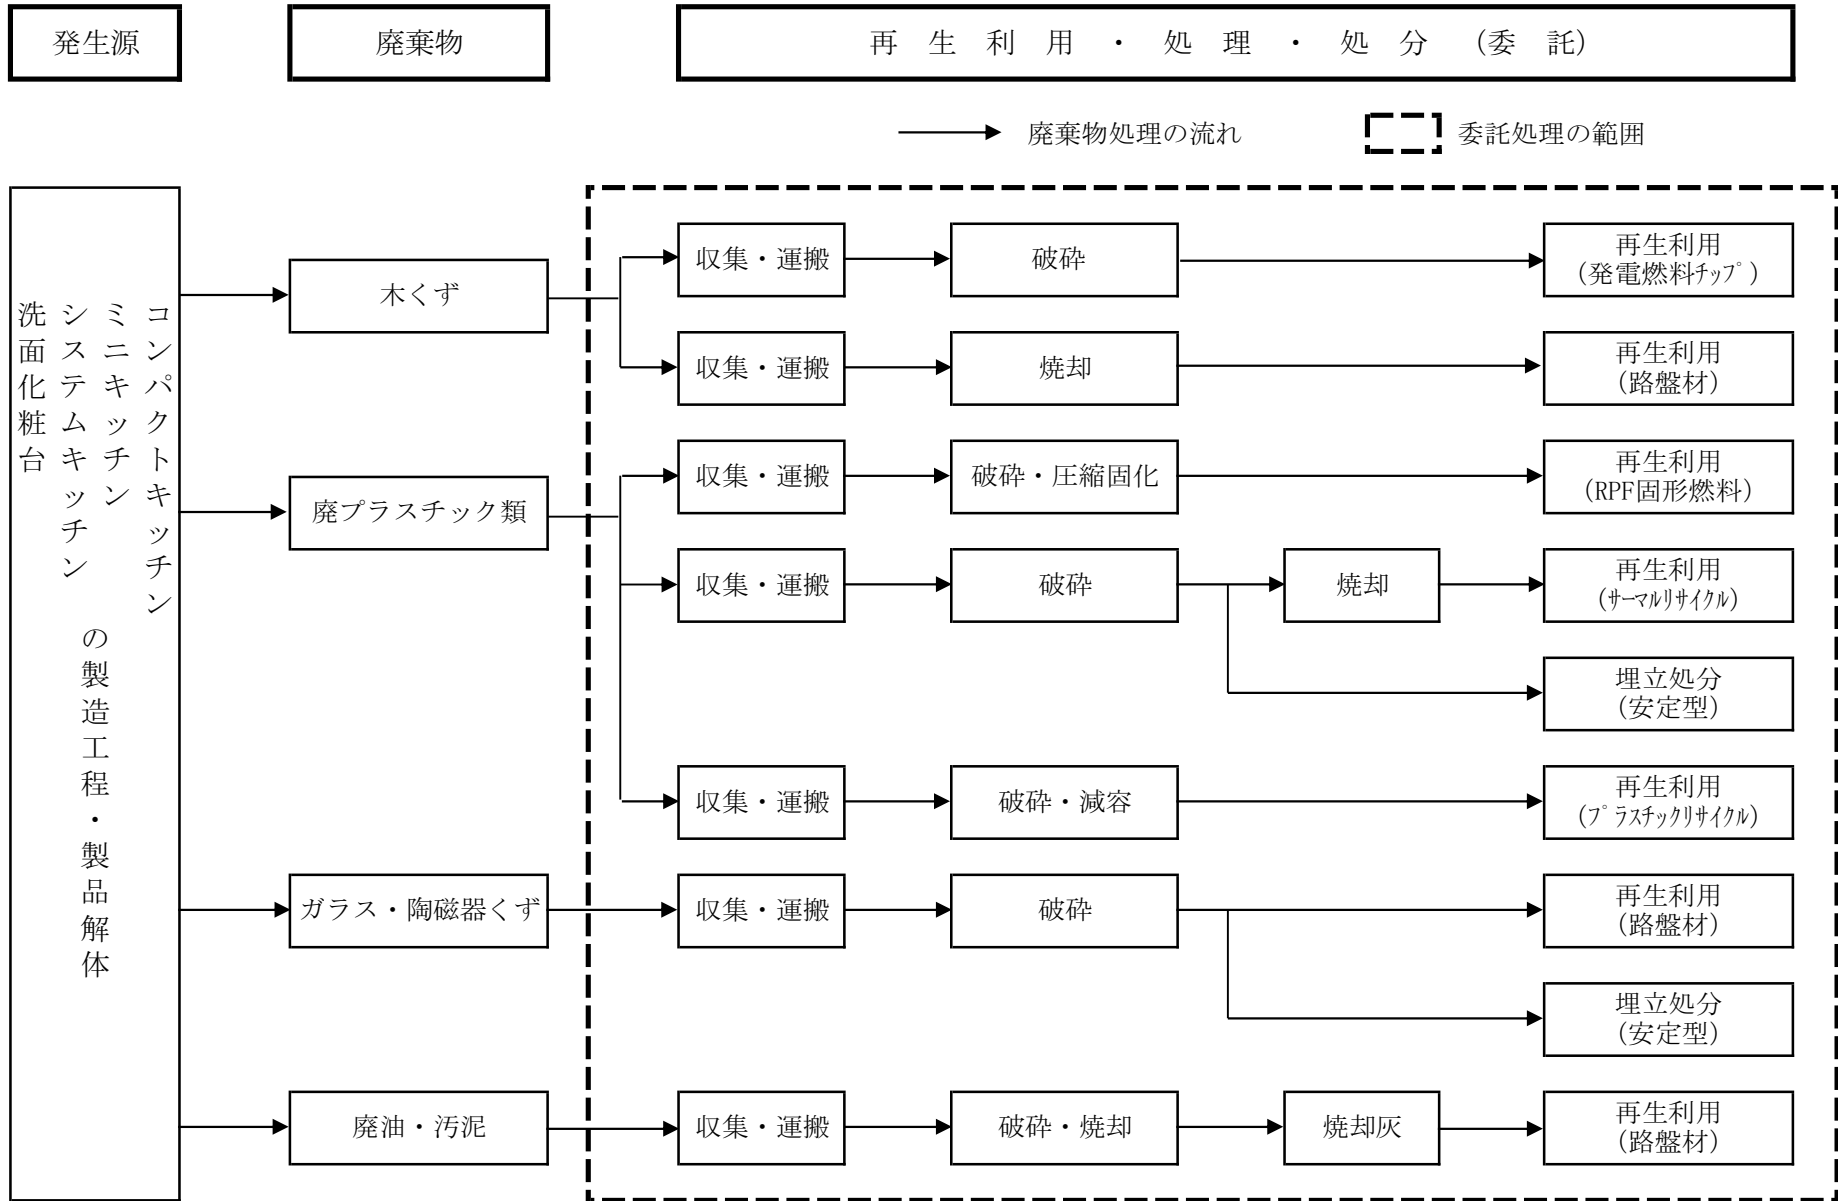 発生源
廃棄物
再生利用・処理・処分（委託）
廃棄物処理の流れ
委託処理の範囲
コンパクトキッチン
ミニキッチン
システムキッチン
洗面化粧台
の製造工程・製品解体
木くず
収集・運搬
破砕
再生利用
（発電燃料チップ）
収集・運搬
焼却
再生利用
（路盤材）
廃プラスチック類
収集・運搬
破砕・圧縮固化
再生利用
（RPF固形燃料）
収集・運搬
破砕
焼却
再生利用
（サーマルリサイクル）
埋立処分
（安定型）
収集・運搬
破砕・減容
再生利用
（プラスチックリサイクル）
ガラス・陶磁器くず
収集・運搬
破砕
再生利用
（路盤材）
埋立処分
（安定型）
廃油・汚泥
収集・運搬
破砕・焼却
焼却灰
再生利用
（路盤材）